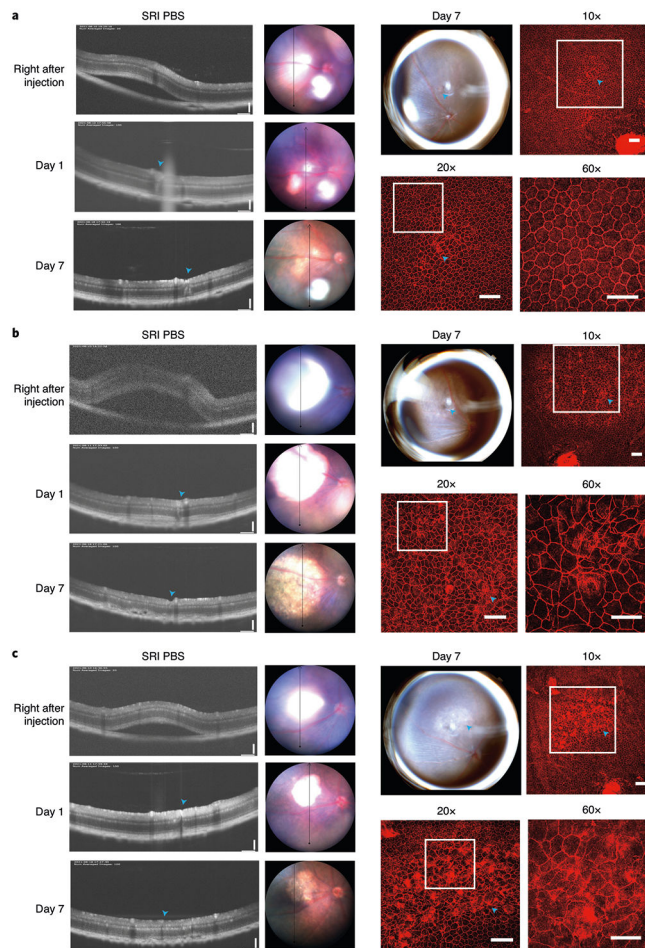 a
SRI PBS
Day 7
10×
Right after
injection
Day 1
20×
60×
Day 7
b
SRI PBS
Day 7
10×
Right after
injection
Day 1
20×
60×
Day 7
c
SRI PBS
Day 7
10×
Right after
injection
Day 1
20×
60×
Day 7